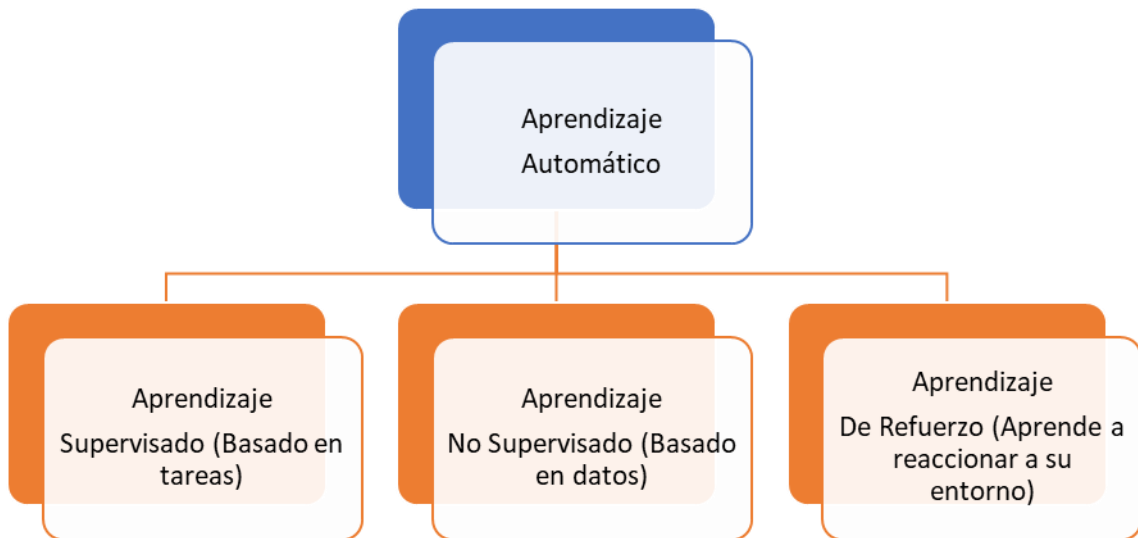 Aprendizaje
Automático
Aprendizaje
Supervisado (Basado en
tareas)
Aprendizaje
No Supervisado (Basado
en datos)
Aprendizaje
De Refuerzo (Aprende a
reaccionar a su
entorno)